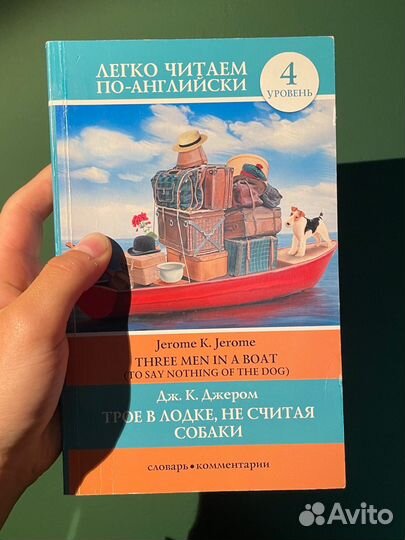 ЛЕГКО ЧИТАЕМ
ПО-АНГЛИЙСКИ
4
УРОВЕНЬ
Jerome K. Jerome
THREE MEN IN A BOAT
(TO SAY NOTHING OF THE DOG)
Дж. К. Джером
ТРОЕ В ЛОДКЕ, НЕ СЧИТАЯ
СОБАКИ
словарь•комментарии
Avito